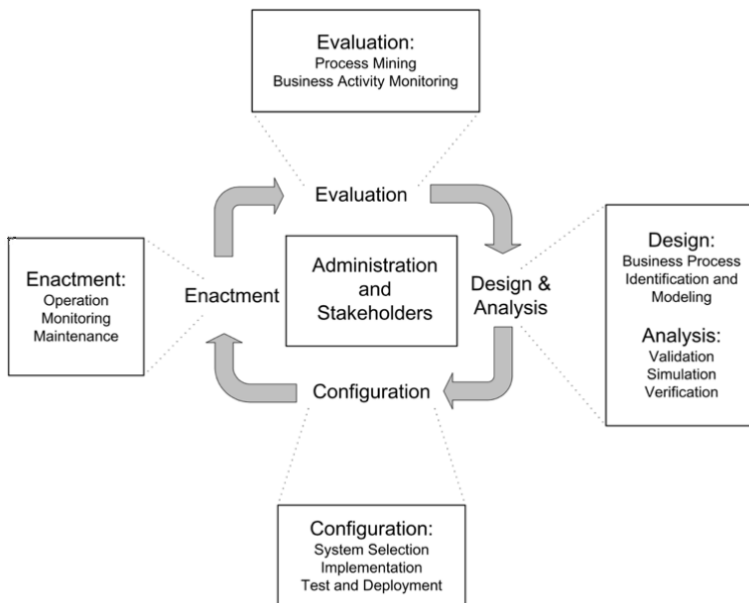 Evaluation:
Process Mining
Business Activity Monitoring
Evaluation
Enactment:
Operation
Monitoring
Maintenance
Enactment
Administration
and
Stakeholders
Design &
Analysis
Design:
Business Process
Identification and
Modeling
Analysis:
Validation
Simulation
Verification
Configuration
Configuration:
System Selection
Implementation
Test and Deployment